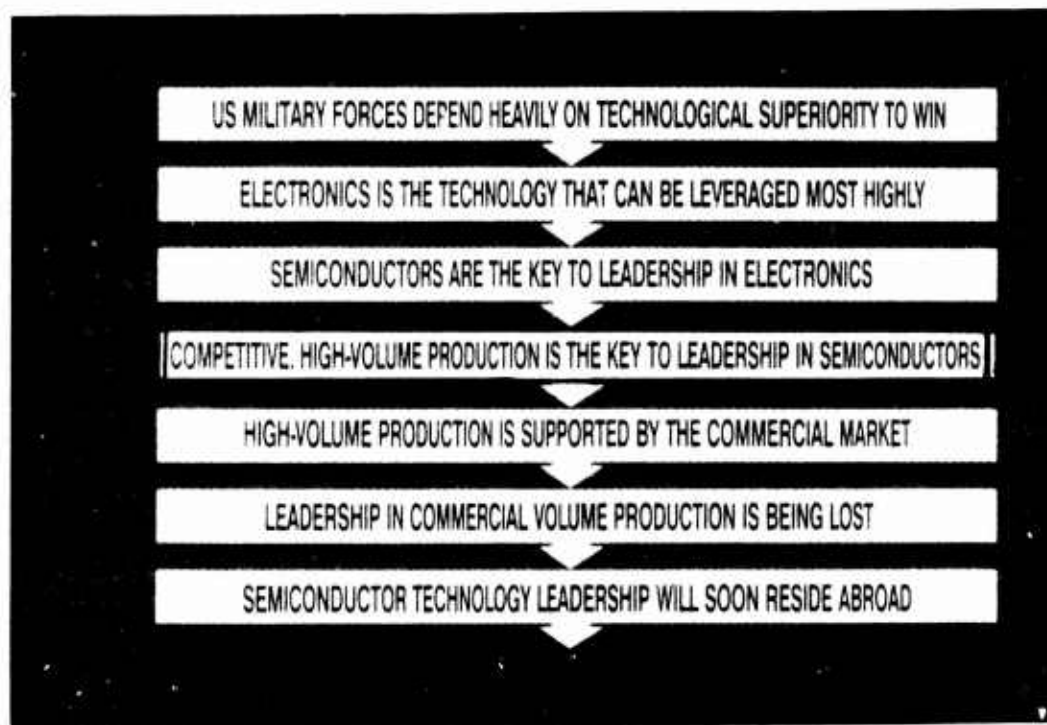 US MILITARY FORCES DEPEND HEAVILY ON TECHNOLOGICAL SUPERIORITY TO WIN
ELECTRONICS IS THE TECHNOLOGY THAT CAN BE LEVERAGED MOST HIGHLY
SEMICONDUCTORS ARE THE KEY TO LEADERSHIP IN ELECTRONICS
COMPETITIVE, HIGH-VOLUME PRODUCTION IS THE KEY TO LEADERSHIP IN SEMICONDUCTORS
HIGH-VOLUME PRODUCTION IS SUPPORTED BY THE COMMERCIAL MARKET
LEADERSHIP IN COMMERCIAL VOLUME PRODUCTION IS BEING LOST
SEMICONDUCTOR TECHNOLOGY LEADERSHIP WILL SOON RESIDE ABROAD